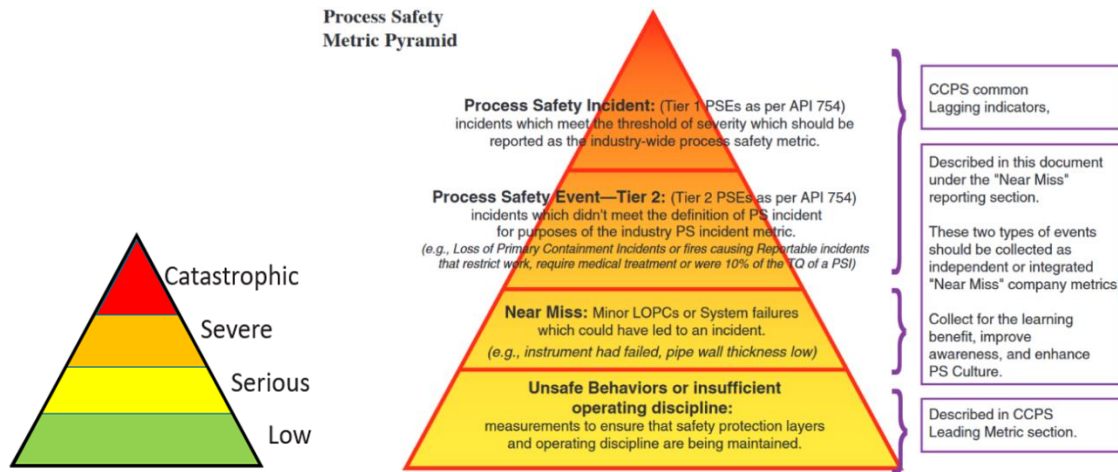 Process Safety
Metric Pyramid
Process Safety Incident: (Tier 1 PSEs as per API 754)
incidents which meet the threshold of severity which should be
reported as the industry-wide process safety metric.
Process Safety Event—Tier 2: (Tier 2 PSEs as per API 754)
incidents which didn't meet the definition of PS incident
for purposes of the industry PS incident metric.
(e.g., Loss of Primary Containment Incidents or fires causing Reportable incidents
that restrict work, require medical treatment or were 10% of the TQ of a PSI)
Near Miss: Minor LOPCs or System failures
which could have led to an incident.
(e.g., instrument had failed, pipe wall thickness low)
Unsafe Behaviors or insufficient
operating discipline:
measurements to ensure that safety protection layers
and operating discipline are being maintained.
CCPS common
Lagging indicators,
Described in this document
under the "Near Miss"
reporting section.
These two types of events
should be collected as
independent or integrated
"Near Miss" company metrics
Collect for the learning
benefit, improve
awareness, and enhance
PS Culture.
Described in CCPS
Leading Metric section.
Catastrophic
Severe
Serious
Low